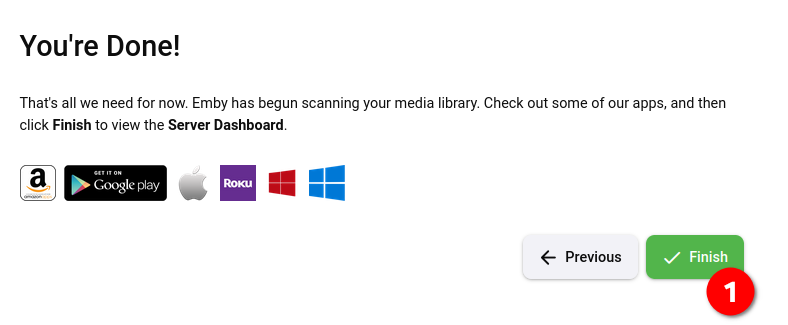 You're Done!
That's all we need for now. Emby has begun scanning your media library. Check out some of our apps, and then
click Finish to view the Server Dashboard.
a
GET IT ON
Google play
ROKU
Previous
Finish
1